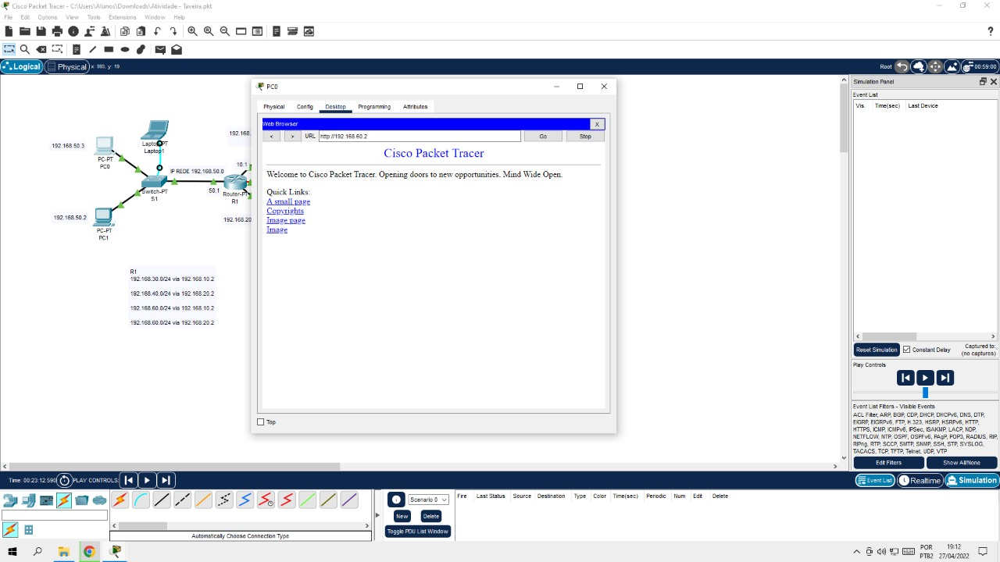 Cisco Packet Tracer - C:\Users\Alunos\Downloads\Atividade - Taveira.pkt
File Edit Options View Tools Extensions Window Help
?
Logical Physical x: 993, y: 19 Root 00:59:00
PC0
Physical Config Desktop Programming Attributes
Web Browser X
< > URL http://192.168.60.2 Go Stop
Cisco Packet Tracer
Welcome to Cisco Packet Tracer. Opening doors to new opportunities. Mind Wide Open.
Quick Links:
A small page
Copyrights
Image page
Image
Top
192.168.50.3
PC-PT
PC0
Laptop-PT
Laptop1
192.168.
IP REDE 192.168.50.0
10.1
Switch-PT
S1
50.1
Router-PT
R1
192.168.50.2
PC-PT
PC1
192.168.20
R1
192.168.30.0/24 via 192.168.10.2
192.168.40.0/24 via 192.168.20.2
192.168.60.0/24 via 192.168.10.2
192.168.60.0/24 via 192.168.20.2
Simulation Panel
Event List
Vis. Time(sec) Last Device
Reset Simulation Constant Delay Captured to:
(no captures)
Play Controls
Event List Filters - Visible Events
ACL Filter, ARP, BGP, CDP, DHCP, DHCPv6, DNS, DTP,
EIGRP, EIGRPv6, FTP, H.323, HSRP, HSRPv6, HTTP,
HTTPS, ICMP, ICMPv6, IPSec, ISAKMP, LACP, NDP,
NETFLOW, NTP, OSPF, OSPFv6, PAgP, POP3, RADIUS, RIP,
RIPng, RTP, SCCP, SMTP, SNMP, SSH, STP, SYSLOG,
TACACS, TCP, TFTP, Telnet, UDP, VTP
Edit Filters Show All/None
Time: 00:23:12.590 PLAY CONTROLS: Event List Realtime Simulation
Scenario 0
New Delete
Toggle PDU List Window
Fire Last Status Source Destination Type Color Time(sec) Periodic Num Edit Delete
Automatically Choose Connection Type
POR
PTB2
19:12
27/04/2022